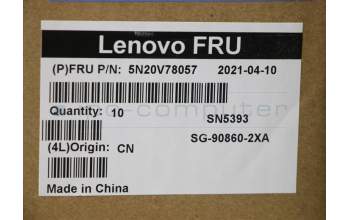 Lenovo FRU
(P)FRU P/N: 5N20V78057 2021-04-10
Quantity: 10
SN5393
SG-90860-2XA
(4L)Origin: CN
Made in China